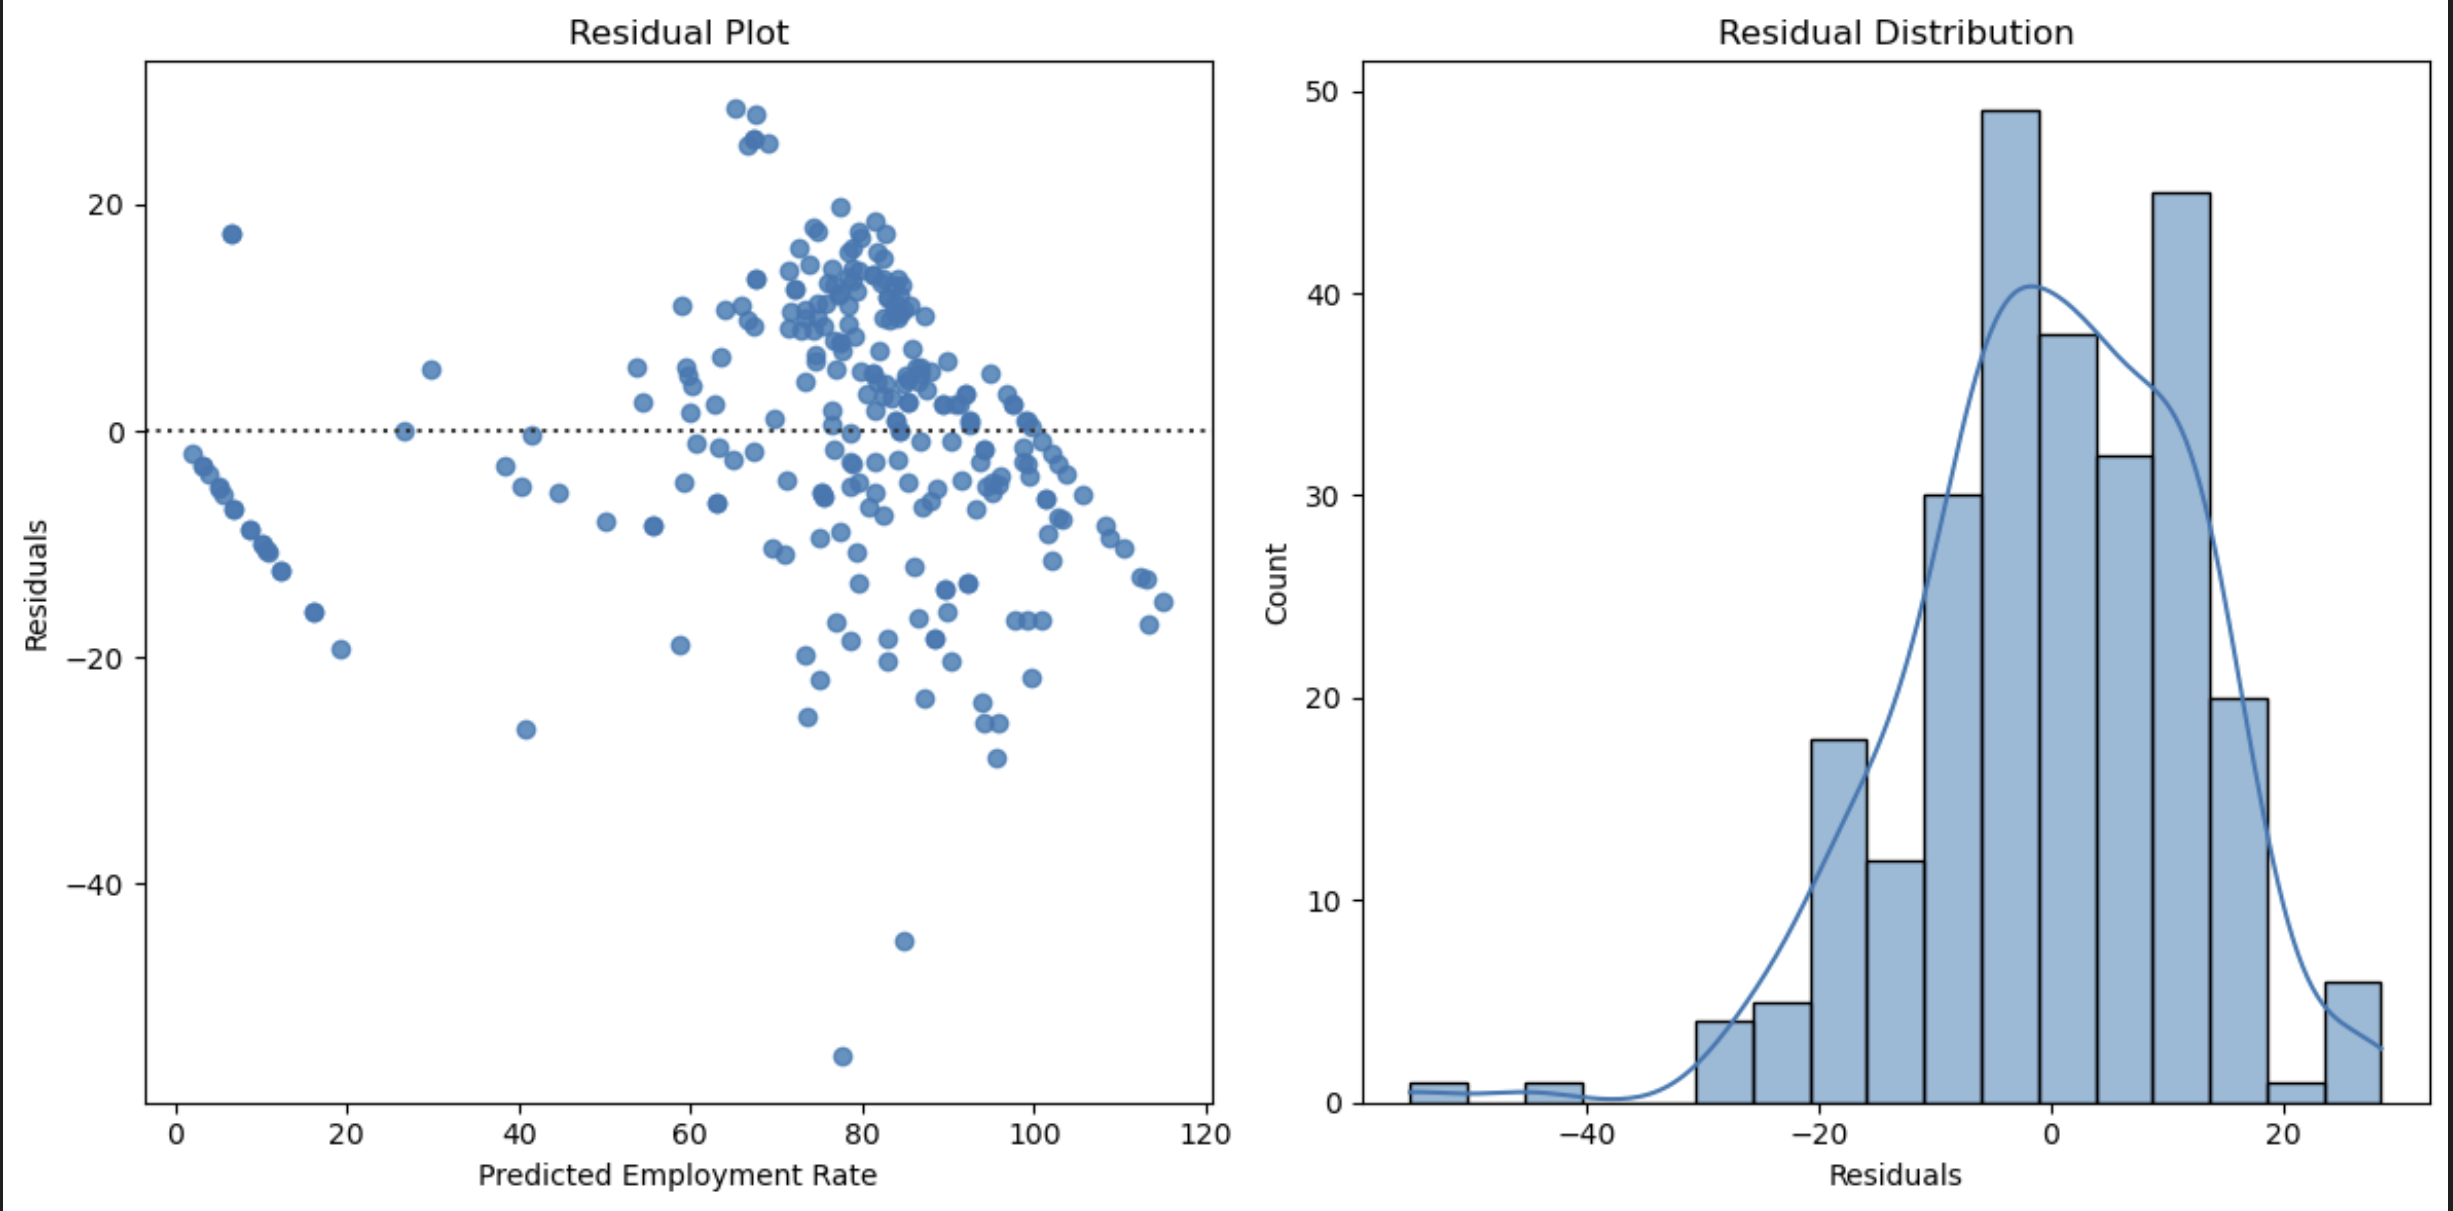 Residual Plot
20
0
−20
−40
Residuals
0 20 40 60 80 100 120
Predicted Employment Rate
Residual Distribution
50
40
30
20
10
0
Count
−40 −20 0 20
Residuals